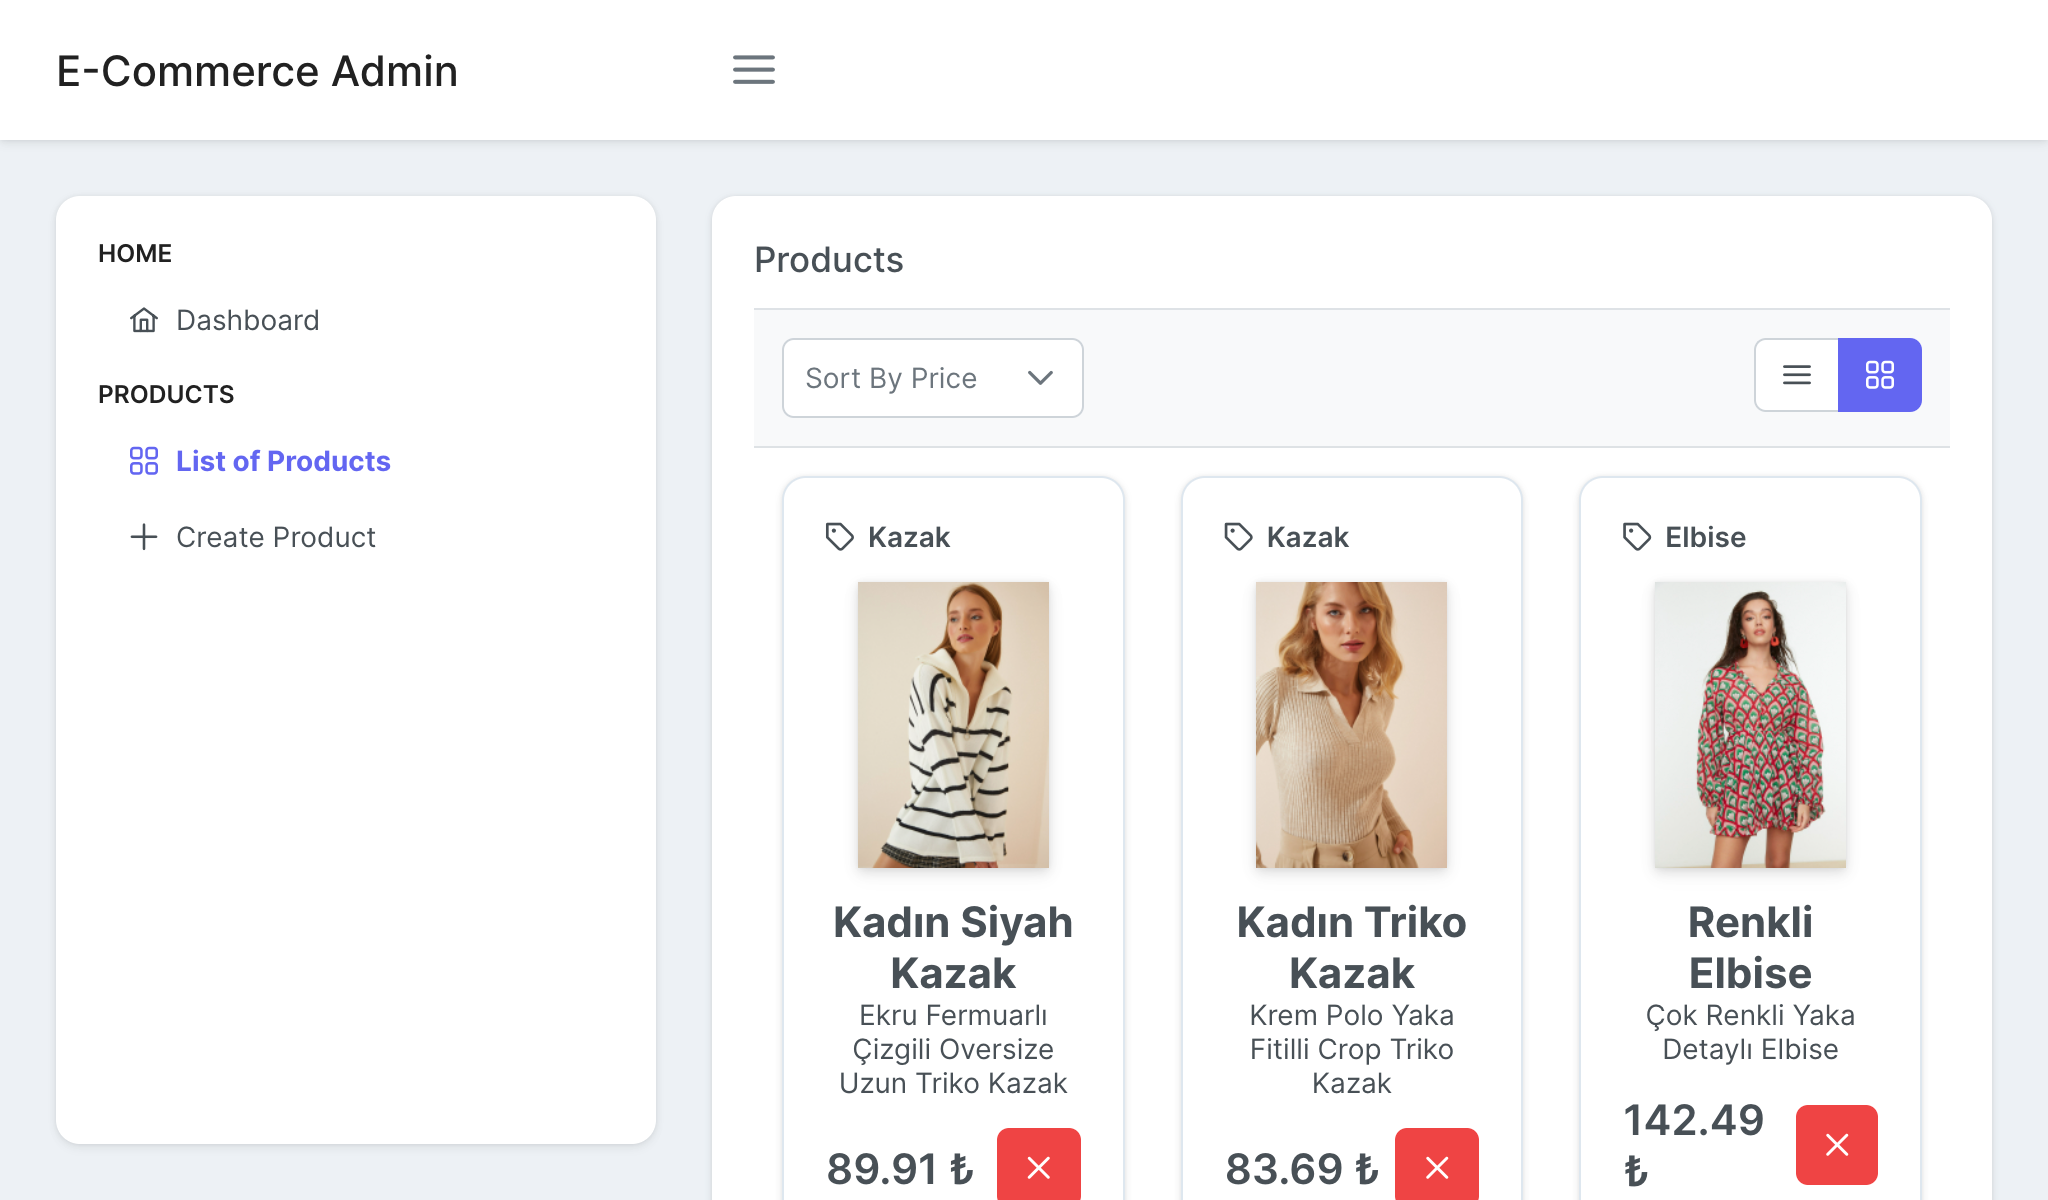 E-Commerce Admin
HOME
Dashboard
PRODUCTS
List of Products
Create Product
Products
Sort By Price
Kazak
Kadın Siyah
Kazak
Ekru Fermuarlı
Çizgili Oversize
Uzun Triko Kazak
89.91 ₺
Kazak
Kadın Triko
Kazak
Krem Polo Yaka
Fitilli Crop Triko
Kazak
83.69 ₺
Elbise
Renkli
Elbise
Çok Renkli Yaka
Detaylı Elbise
142.49
₺